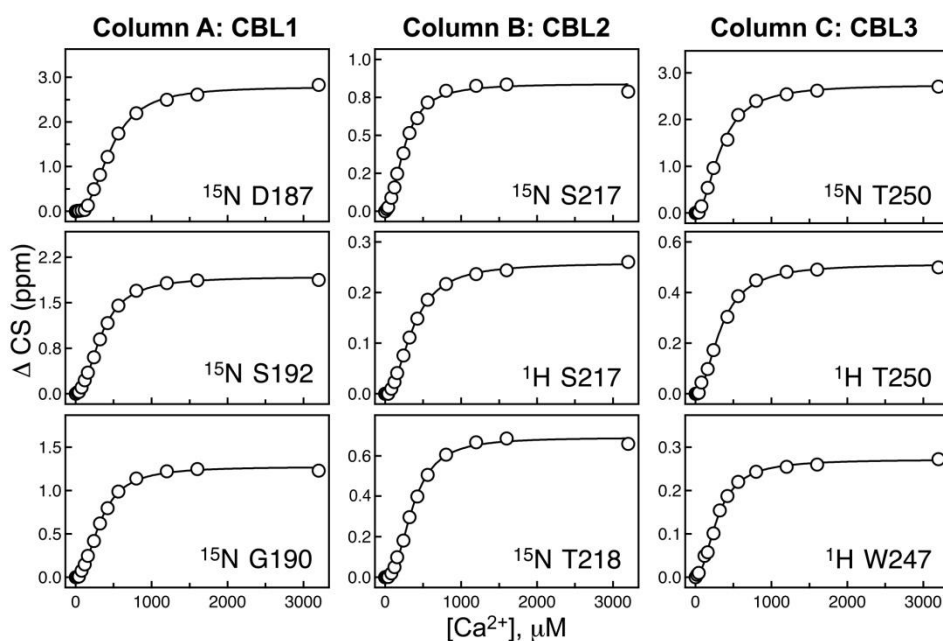 Column A: CBL1 Column B: CBL2 Column C: CBL3
3.0 1.0 3.0
2.0 0.8 2.0
1.0 0.5 1.0
0.0 0.2 0.0
0.0
¹⁵N D187 ¹⁵N S217 ¹⁵N T250
Δ CS (ppm)
2.2 0.3 0.6
1.5 0.2 0.4
0.8 0.1 0.2
0.0 0.0 0.0
¹⁵N S192 ¹H S217 ¹H T250
1.5 0.6 0.3
1.0 0.4 0.2
0.5 0.2 0.1
0.0 0.0 0.0
¹⁵N G190 ¹⁵N T218 ¹H W247
0 1000 2000 3000 0 1000 2000 3000 0 1000 2000 3000
[Ca²⁺], μM